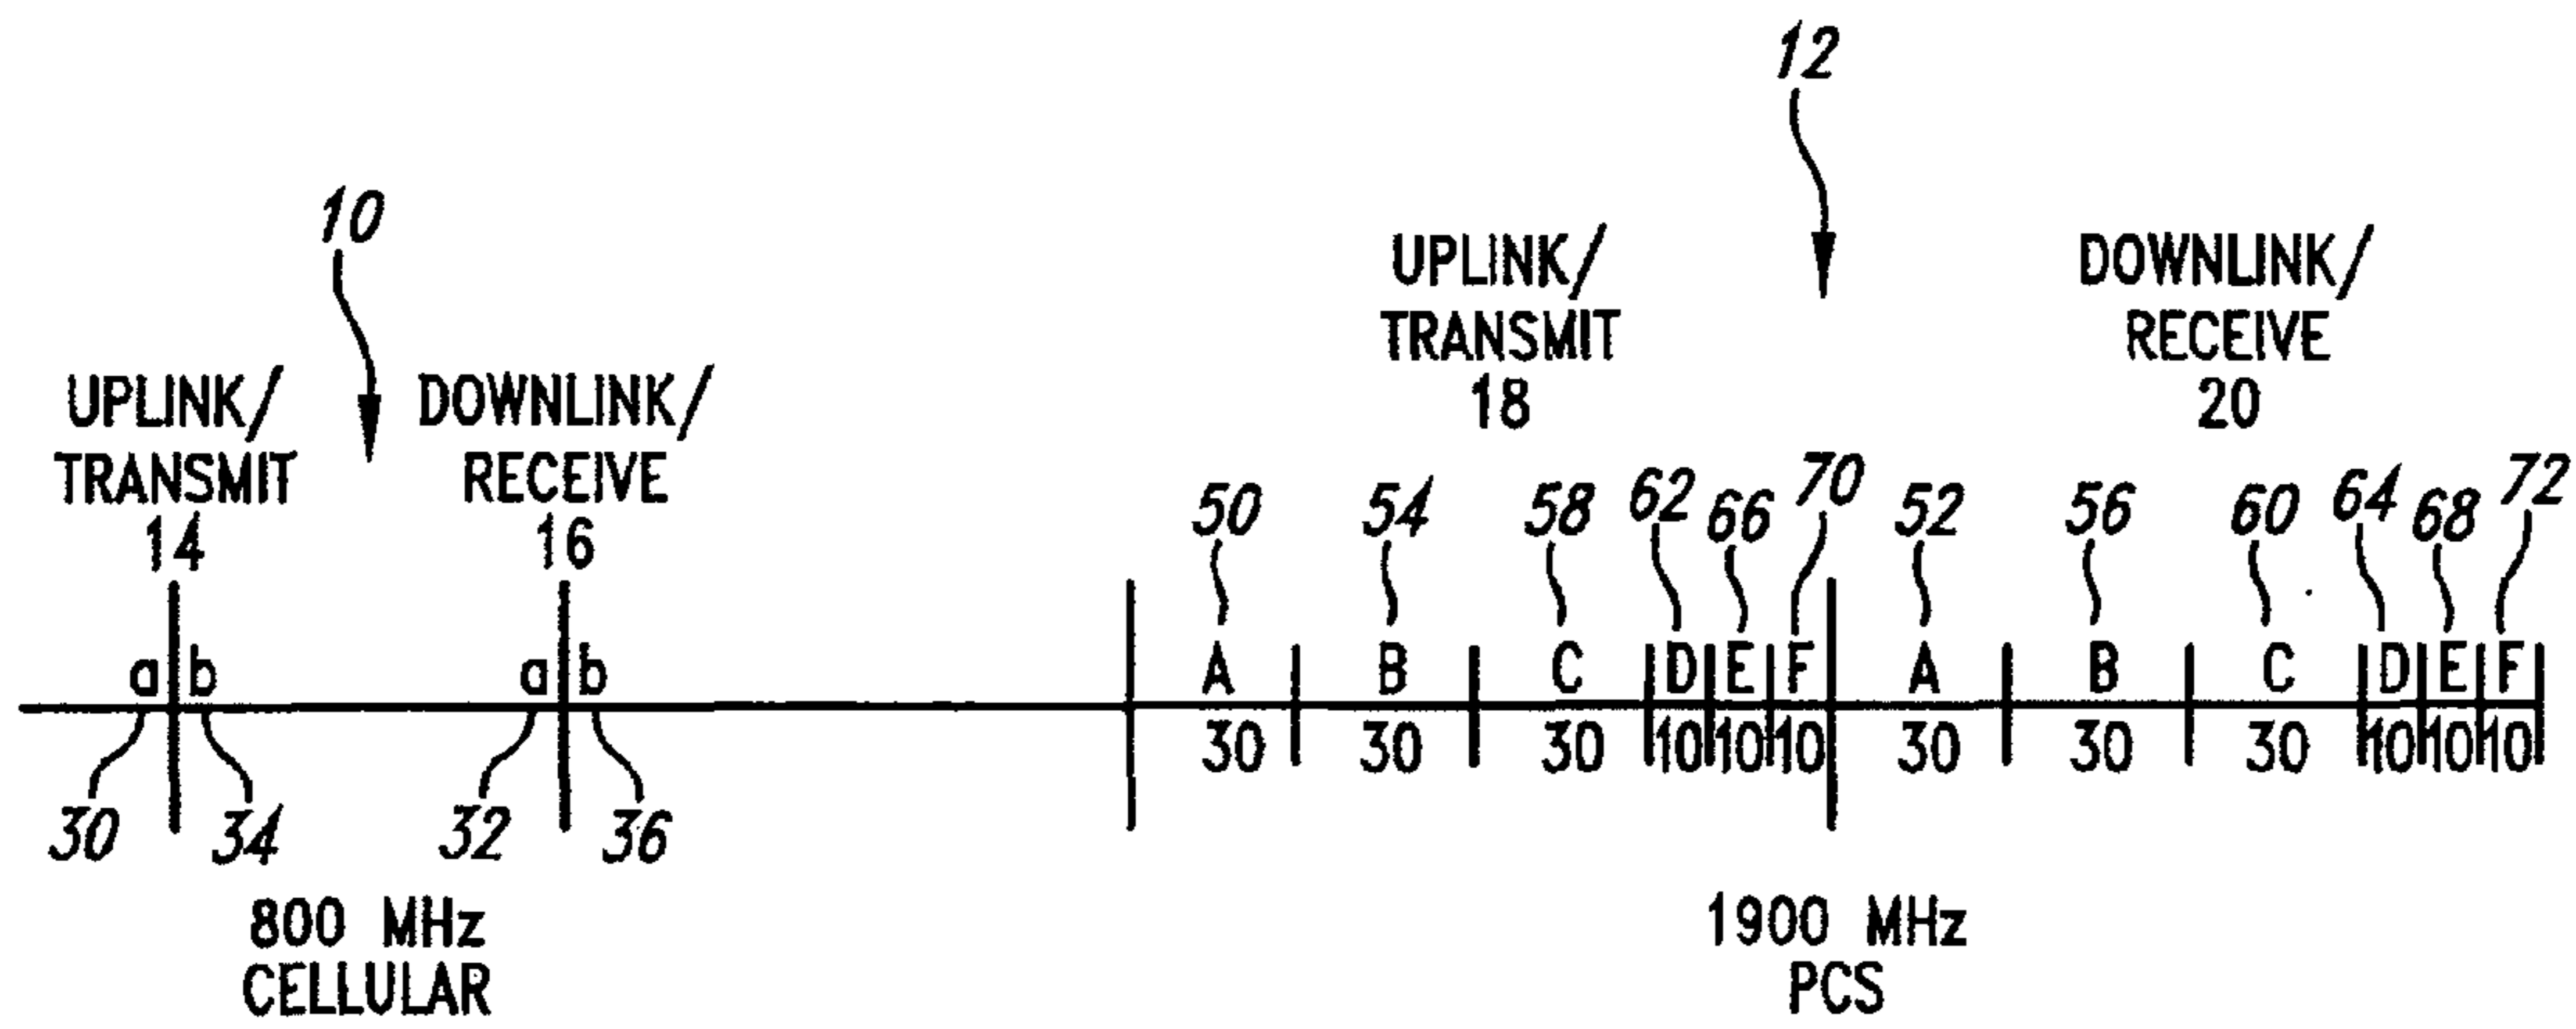 12
10
UPLINK/
TRANSMIT
18
DOWNLINK/
RECEIVE
20
UPLINK/
TRANSMIT
14
DOWNLINK/
RECEIVE
16
50 54 58 62 66 70 52 56 60 64 68 72
a b a b A B C D E F A B C D E F
30 30 30 10 10 10 30 30 30 10 10 10
30 34 32 36
800 MHz
CELLULAR
1900 MHz
PCS